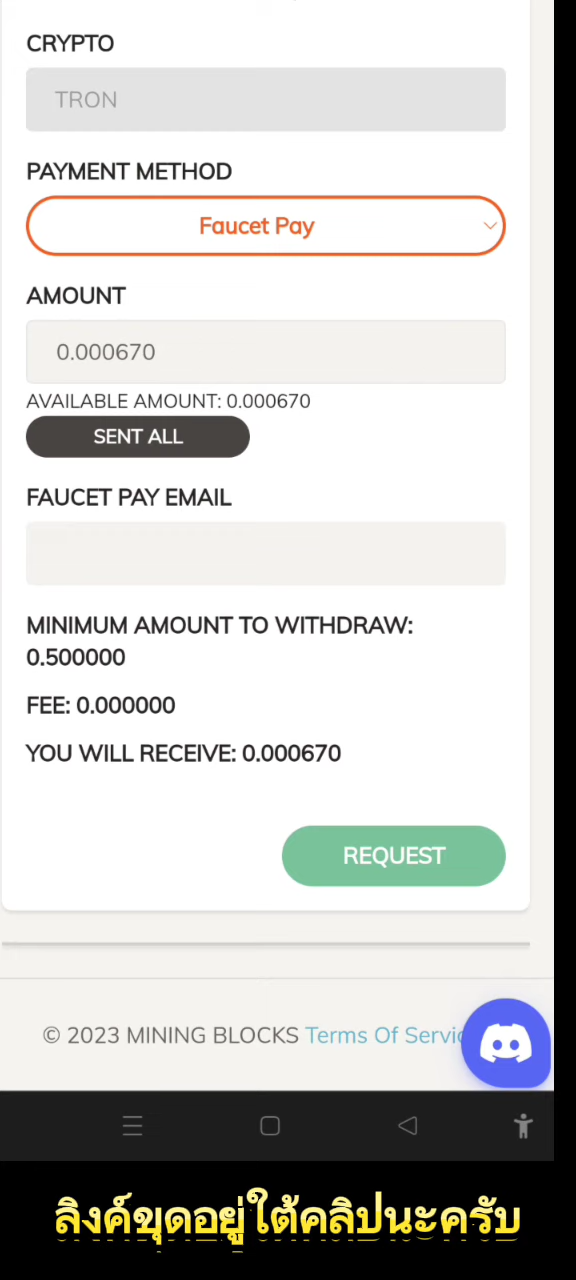 CRYPTO
TRON
PAYMENT METHOD
Faucet Pay
AMOUNT
0.000670
AVAILABLE AMOUNT: 0.000670
SENT ALL
FAUCET PAY EMAIL
MINIMUM AMOUNT TO WITHDRAW:
0.500000
FEE: 0.000000
YOU WILL RECEIVE: 0.000670
REQUEST
© 2023 MINING BLOCKS Terms Of Servic
ลิงค์ขุดอยู่ใต้คลิปนะครับ